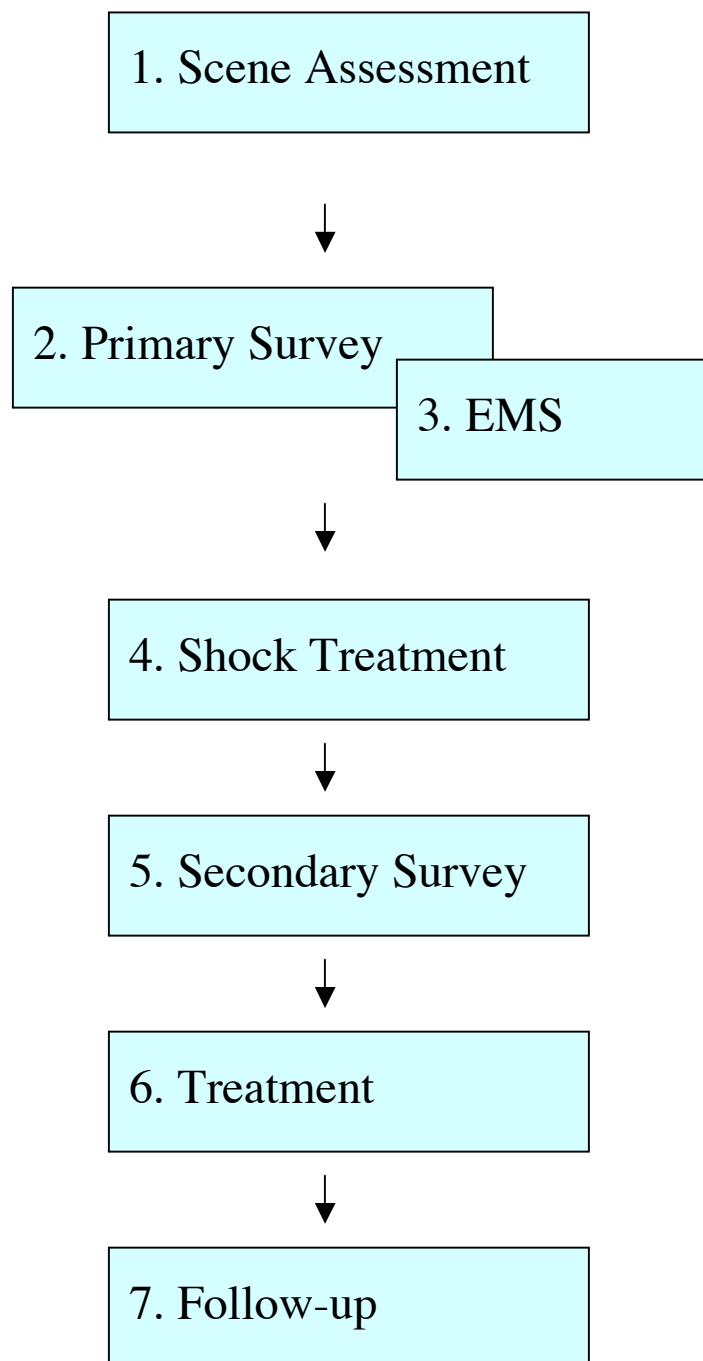 1. Scene Assessment
2. Primary Survey
3. EMS
4. Shock Treatment
5. Secondary Survey
6. Treatment
7. Follow-up